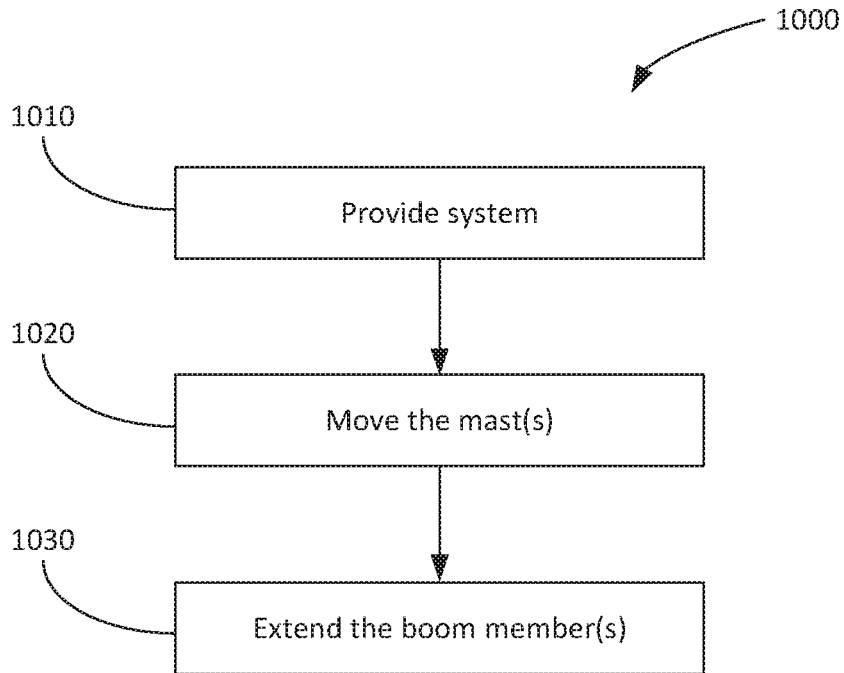 1000
1010
Provide system
1020
Move the mast(s)
1030
Extend the boom member(s)